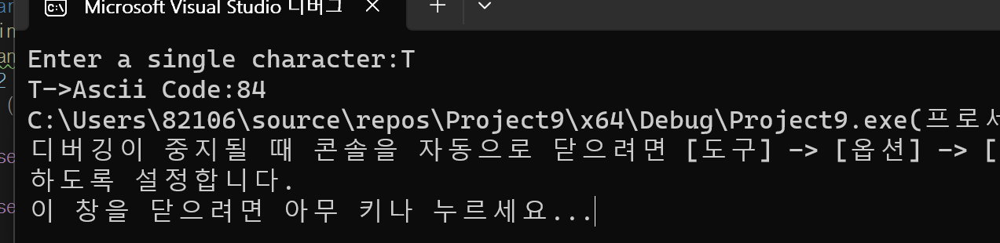 Microsoft Visual Studio 디버그
Enter a single character:T
T->Ascii Code:84
C:\Users\82106\source\repos\Project9\x64\Debug\Project9.exe(프로세
디버깅이 중지될 때 콘솔을 자동으로 닫으려면 [도구] -> [옵션] -> [
하도록 설정합니다.
이 창을 닫으려면 아무 키나 누르세요...